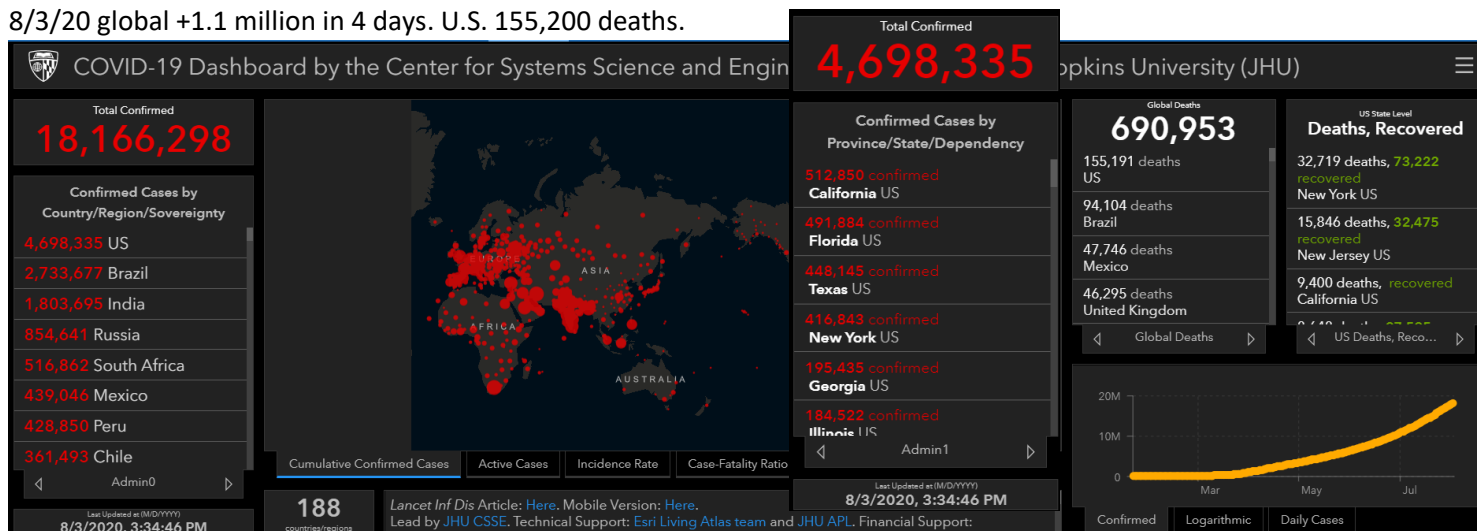 8/3/20 global +1.1 million in 4 days. U.S. 155,200 deaths.
COVID-19 Dashboard by the Center for Systems Science and Engin
opkins University (JHU)
Total Confirmed
18,166,298
Confirmed Cases by
Country/Region/Sovereignty
4,698,335 US
2,733,677 Brazil
1,803,695 India
854,641 Russia
516,862 South Africa
439,046 Mexico
428,850 Peru
361,493 Chile
Admin0
Last Updated at (M/D/YYYY)
8/3/2020, 3:34:46 PM
EUROPE
ASIA
AFRICA
AUSTRALIA
Cumulative Confirmed Cases
Active Cases
Incidence Rate
Case-Fatality Ratio
188
countries/regions
Lancet Inf Dis Article: Here. Mobile Version: Here.
Lead by JHU CSSE. Technical Support: Esri Living Atlas team and JHU APL. Financial Support:
Total Confirmed
4,698,335
Confirmed Cases by
Province/State/Dependency
512,850 confirmed
California US
491,884 confirmed
Florida US
448,145 confirmed
Texas US
416,843 confirmed
New York US
195,435 confirmed
Georgia US
184,522 confirmed
Illinois US
Admin1
Last Updated at (M/D/YYYY)
8/3/2020, 3:34:46 PM
Global Deaths
690,953
155,191 deaths
US
94,104 deaths
Brazil
47,746 deaths
Mexico
46,295 deaths
United Kingdom
Global Deaths
US State Level
Deaths, Recovered
32,719 deaths, 73,222
recovered
New York US
15,846 deaths, 32,475
recovered
New Jersey US
9,400 deaths, recovered
California US
US Deaths, Reco...
20M
10M
0
Mar
May
Jul
Confirmed
Logarithmic
Daily Cases